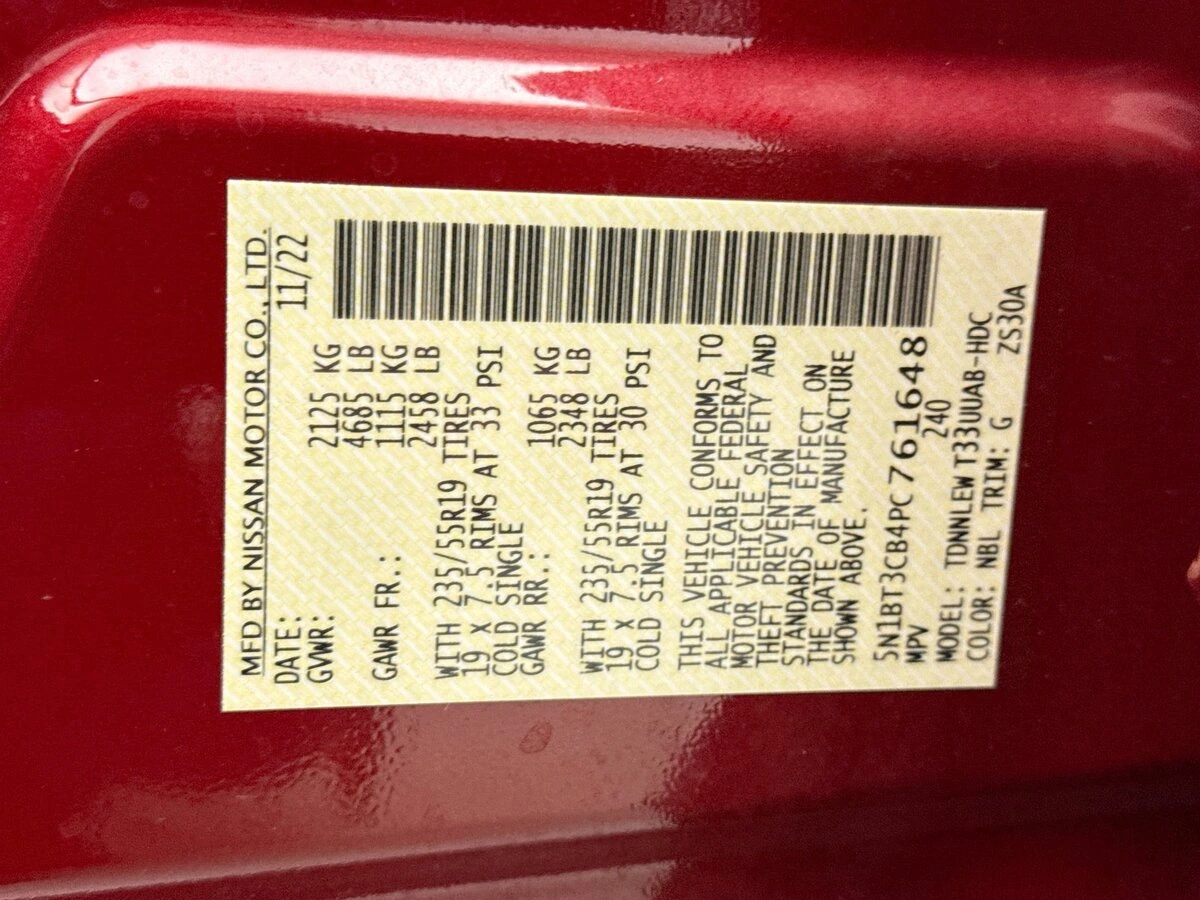 MFD BY NISSAN MOTOR CO., LTD.
DATE: 11/22
GVWR: 2125 KG
4685 LB
GAWR FR.: 1115 KG
2458 LB
WITH 235/55R19 TIRES
19 x 7.5 RIMS AT 33 PSI
COLD SINGLE
GAWR RR.: 1065 KG
2348 LB
WITH 235/55R19 TIRES
19 x 7.5 RIMS AT 30 PSI
COLD SINGLE
THIS VEHICLE CONFORMS TO
ALL APPLICABLE FEDERAL
MOTOR VEHICLE SAFETY AND
THEFT PREVENTION
STANDARDS IN EFFECT ON
THE DATE OF MANUFACTURE
SHOWN ABOVE.
5N1BT3CB4PC761648
MPV 240
MODEL: TDNNLEW T33UUAB-HDC
COLOR: NBL TRIM: G ZS30A